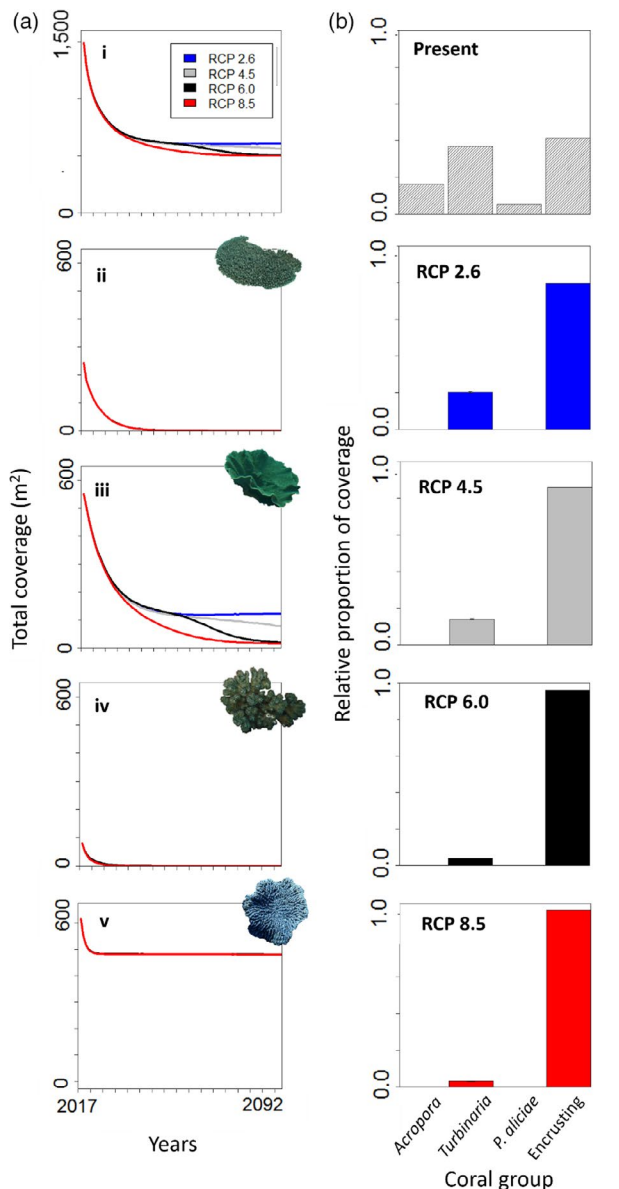 (a)
1,500
i
RCP 2.6
RCP 4.5
RCP 6.0
RCP 8.5
0
600
ii
0
600
iii
0
600
iv
0
600
v
0
2017
2092
Total coverage (m²)
Years
(b)
1.0
Present
0.0
1.0
RCP 2.6
0.0
1.0
RCP 4.5
0.0
1.0
RCP 6.0
0.0
1.0
RCP 8.5
0.0
Relative proportion of coverage
Acropora
Turbinaria
P. aliciae
Encrusting
Coral group